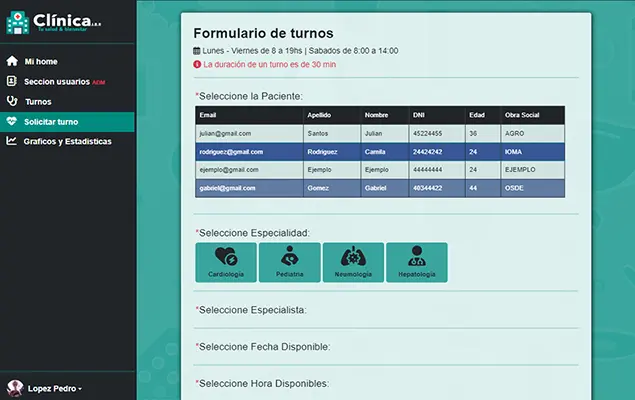 Clínica S.R.L
Tu salud & bienestar
Mi home
Seccion usuarios ADM
Turnos
Solicitar turno
Graficos y Estadisticas
Lopez Pedro
Formulario de turnos
Lunes - Viernes de 8 a 19hs | Sabados de 8:00 a 14:00
La duración de un turno es de 30 min
*Seleccione la Paciente:
Email Apellido Nombre DNI Edad Obra Social
julian@gmail.com Santos Julian 45224455 36 AGRO
rodriguez@gmail.com Rodriguez Camila 24424242 24 IOMA
ejemplo@gmail.com Ejemplo Ejemplo 44444444 24 EJEMPLO
gabriel@gmail.com Gomez Gabriel 40344422 44 OSDE
*Seleccione Especialidad:
Cardiología Pediatria Neumología Hepatología
*Seleccione Especialista:
*Seleccione Fecha Disponible:
*Seleccione Hora Disponibles: